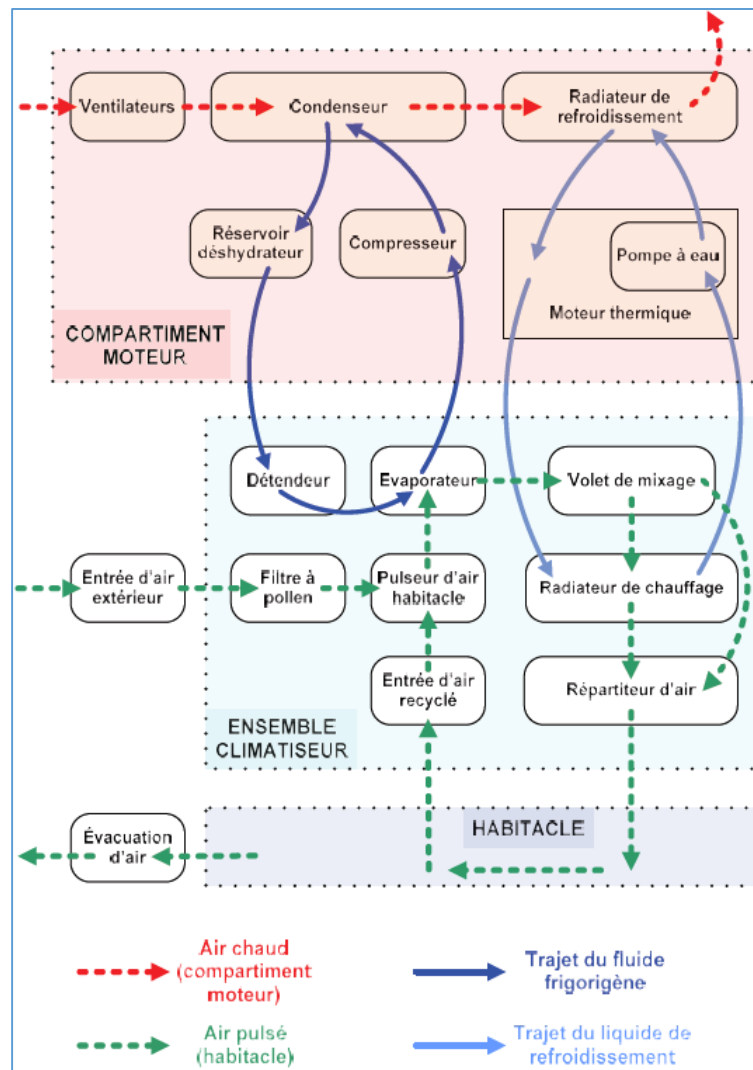 Ventilateurs
Condenseur
Radiateur de
refroidissement
Réservoir
déshydrateur
Compresseur
Pompe à eau
Moteur thermique
COMPARTIMENT
MOTEUR
Détendeur
Evaporateur
Volet de mixage
Entrée d'air
extérieur
Filtre à
pollen
Pulseur d'air
habitacle
Radiateur de chauffage
Entrée d'air
recyclé
Répartiteur d'air
ENSEMBLE
CLIMATISEUR
Évacuation
d'air
HABITACLE
Air chaud
(compartiment
moteur)
Trajet du fluide
frigorigène
Air pulsé
(habitacle)
Trajet du liquide de
refroidissement